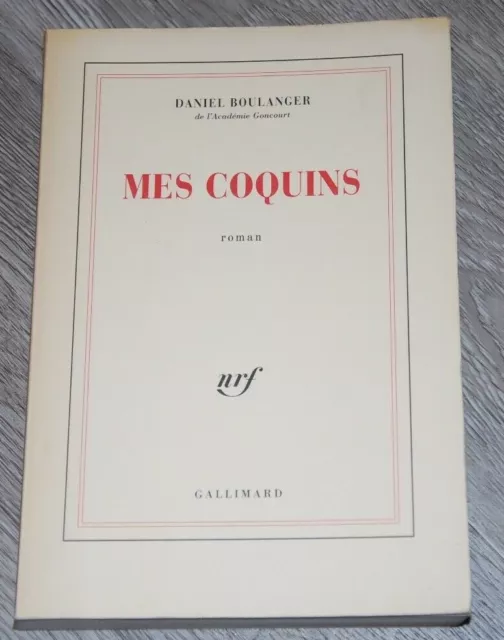 DANIEL BOULANGER
de l'Académie Goncourt
MES COQUINS
roman
nrf
GALLIMARD